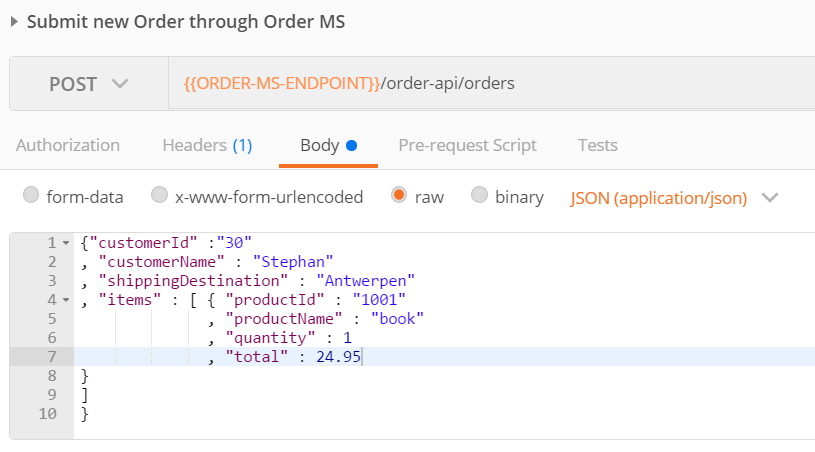 Submit new Order through Order MS
POST {{ORDER-MS-ENDPOINT}}/order-api/orders
Authorization Headers (1) Body Pre-request Script Tests
form-data x-www-form-urlencoded raw binary JSON (application/json)
1 {"customerId" :"30"
2 , "customerName" : "Stephan"
3 , "shippingDestination" : "Antwerpen"
4 , "items" : [ { "productId" : "1001"
5 , "productName" : "book"
6 , "quantity" : 1
7 , "total" : 24.95
8 }
9 ]
10 }